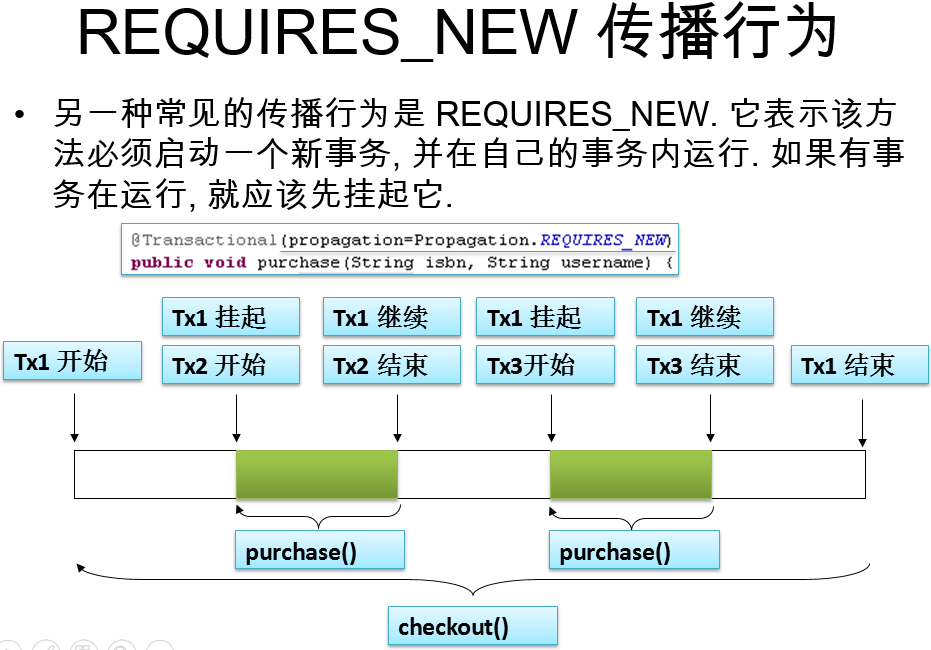 REQUIRES_NEW 传播行为
• 另一种常见的传播行为是 REQUIRES_NEW. 它表示该方
法必须启动一个新事务, 并在自己的事务内运行. 如果有事
务在运行, 就应该先挂起它.
@Transactional(propagation=Propagation.REQUIRES_NEW)
public void purchase(String isbn, String username) {
Tx1 挂起
Tx1 继续
Tx1 挂起
Tx1 继续
Tx1 开始
Tx2 开始
Tx2 结束
Tx3开始
Tx3 结束
Tx1 结束
purchase()
purchase()
checkout()